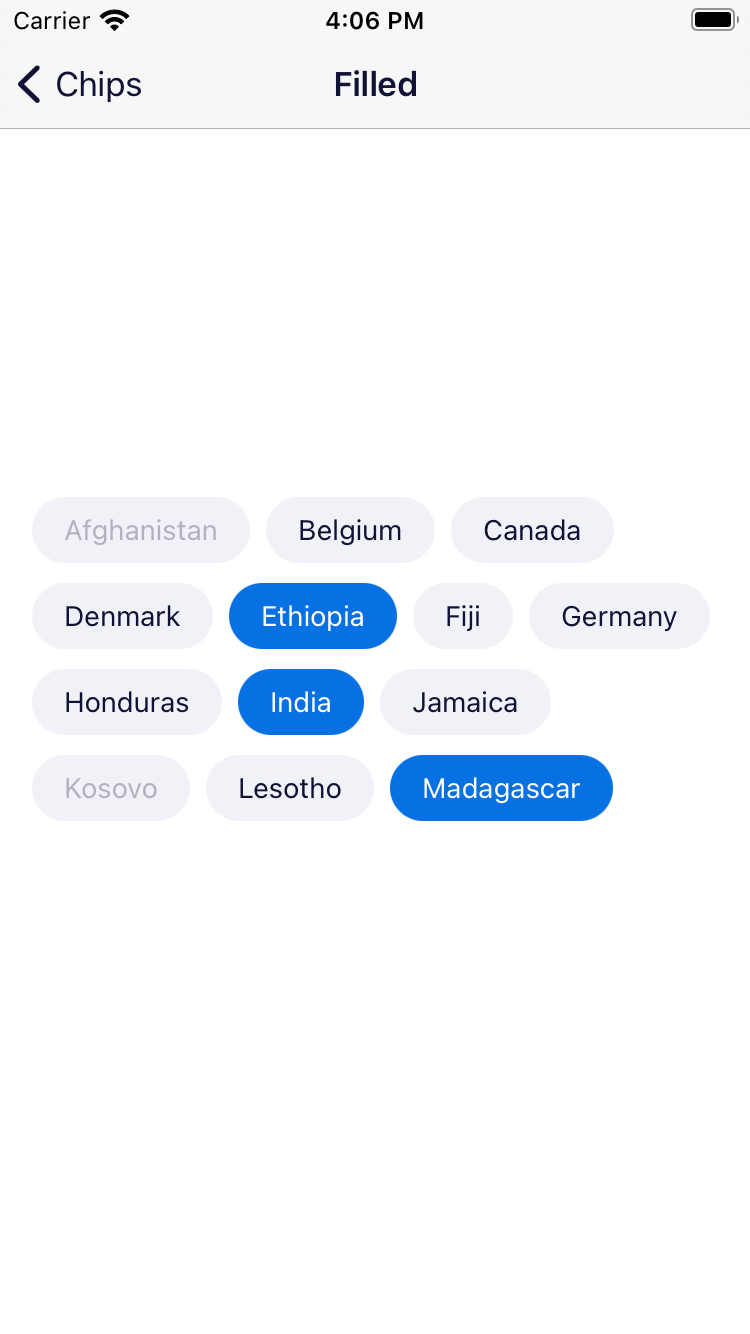 Carrier 4:06 PM
Chips Filled
Afghanistan Belgium Canada
Denmark Ethiopia Fiji Germany
Honduras India Jamaica
Kosovo Lesotho Madagascar